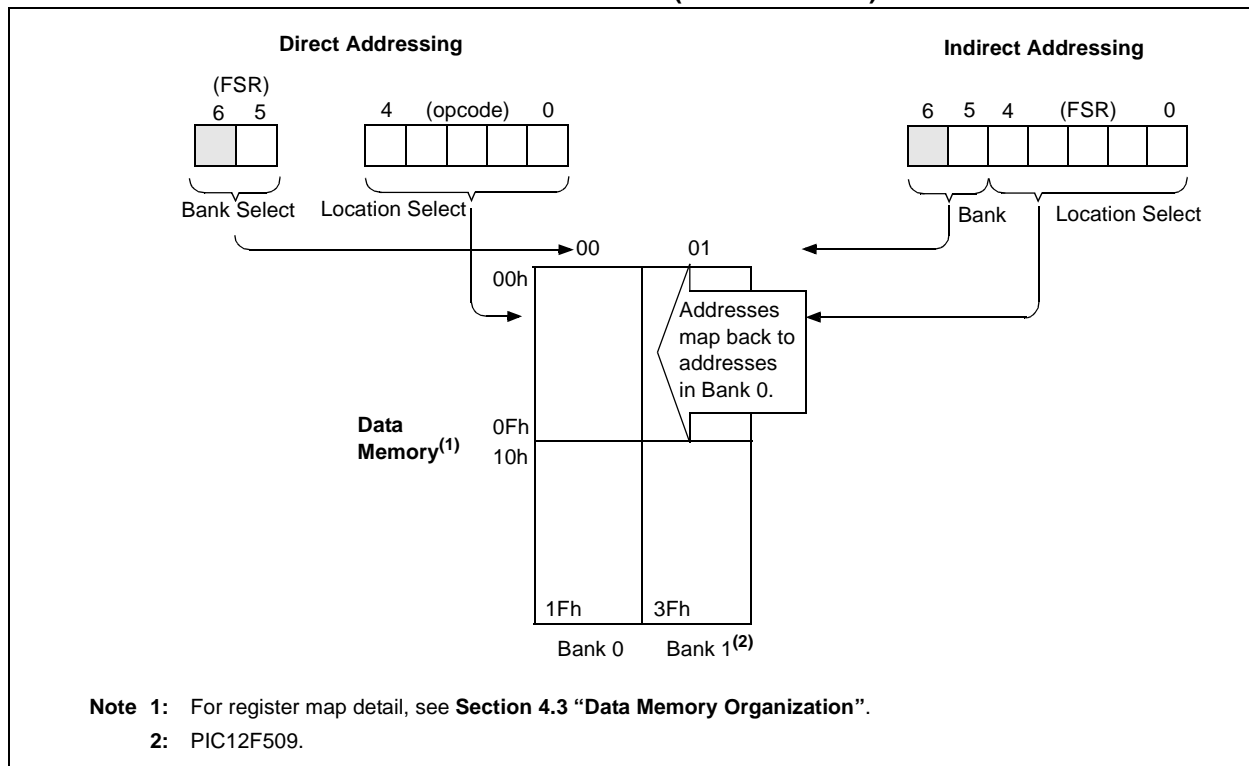 Direct Addressing
Indirect Addressing
(FSR)
6 5
4 (opcode) 0
6 5 4 (FSR) 0
Bank Select
Location Select
Bank
Location Select
00
01
00h
Addresses
map back to
addresses
in Bank 0.
Data
Memory(1)
0Fh
10h
1Fh
3Fh
Bank 0
Bank 1(2)
Note 1: For register map detail, see Section 4.3 “Data Memory Organization”.
2: PIC12F509.